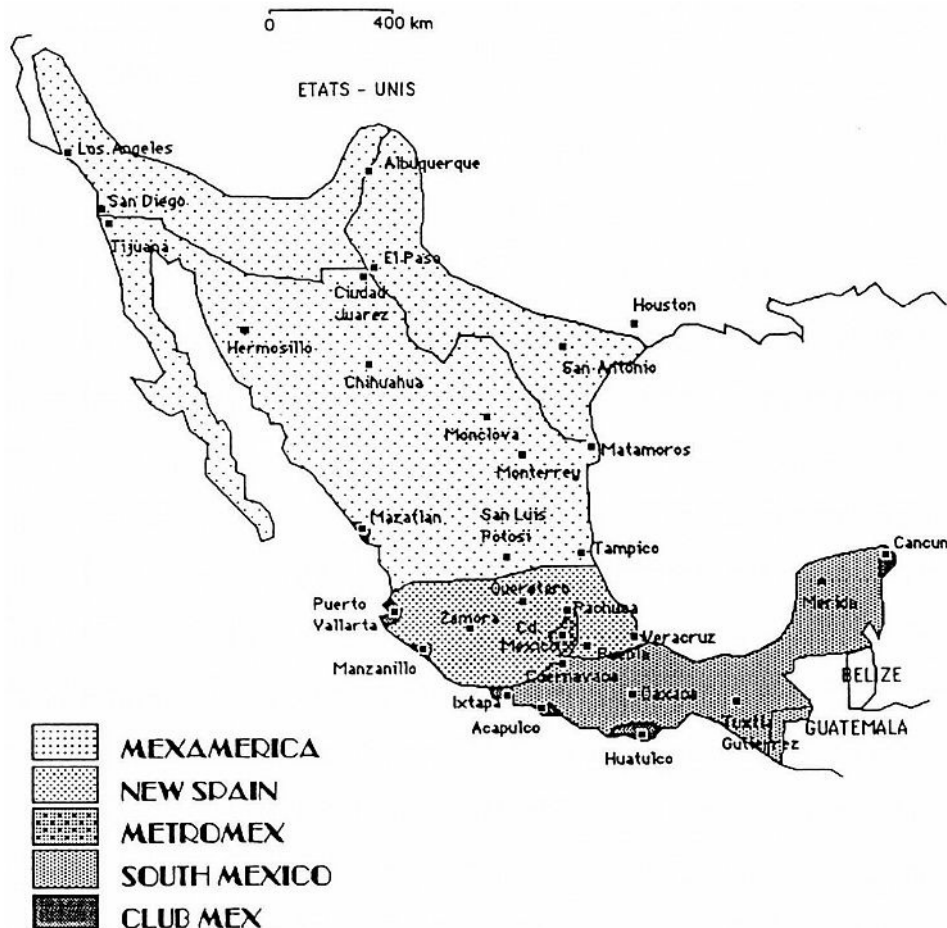 400 km
ETATS - UNIS
Los Angeles
Albuquerque
San Diego
Tijuana
El Paso
Ciudad
Juarez
Houston
Hermosillo
San Antonio
Chihuahua
Monclova
Matamoros
Monterrey
Mazatlan
San Luis
Potosi
Tampico
Cancun
Queretaro
Merida
Puerto
Vallarta
Pachuca
Zamora
Cd.
Mexico
Veracruz
Puebla
Manzanillo
Cuernavaca
BELIZE
Ixtapa
Oaxaca
Acapulco
Tuxtla
Gutierrez
GUATEMALA
Huatulco
MEXAMERICA
NEW SPAIN
METROMEX
SOUTH MEXICO
CLUB MEX